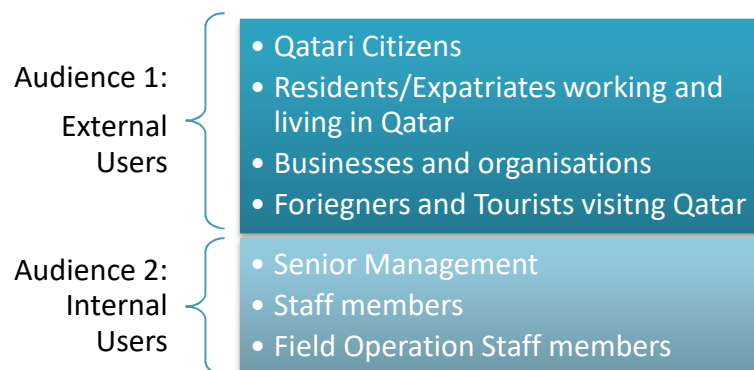 Audience 1:
External
Users
• Qatari Citizens
• Residents/Expatriates working and
living in Qatar
• Businesses and organisations
• Foriegners and Tourists visitng Qatar
Audience 2:
Internal
Users
• Senior Management
• Staff members
• Field Operation Staff members